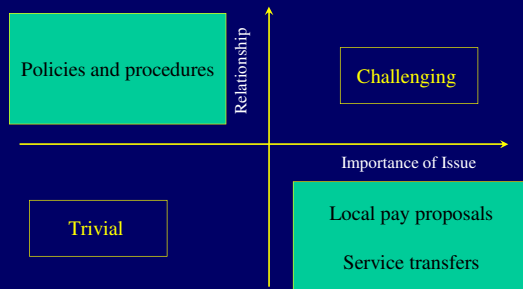 Policies and procedures
Relationship
Challenging
Importance of Issue
Trivial
Local pay proposals
Service transfers